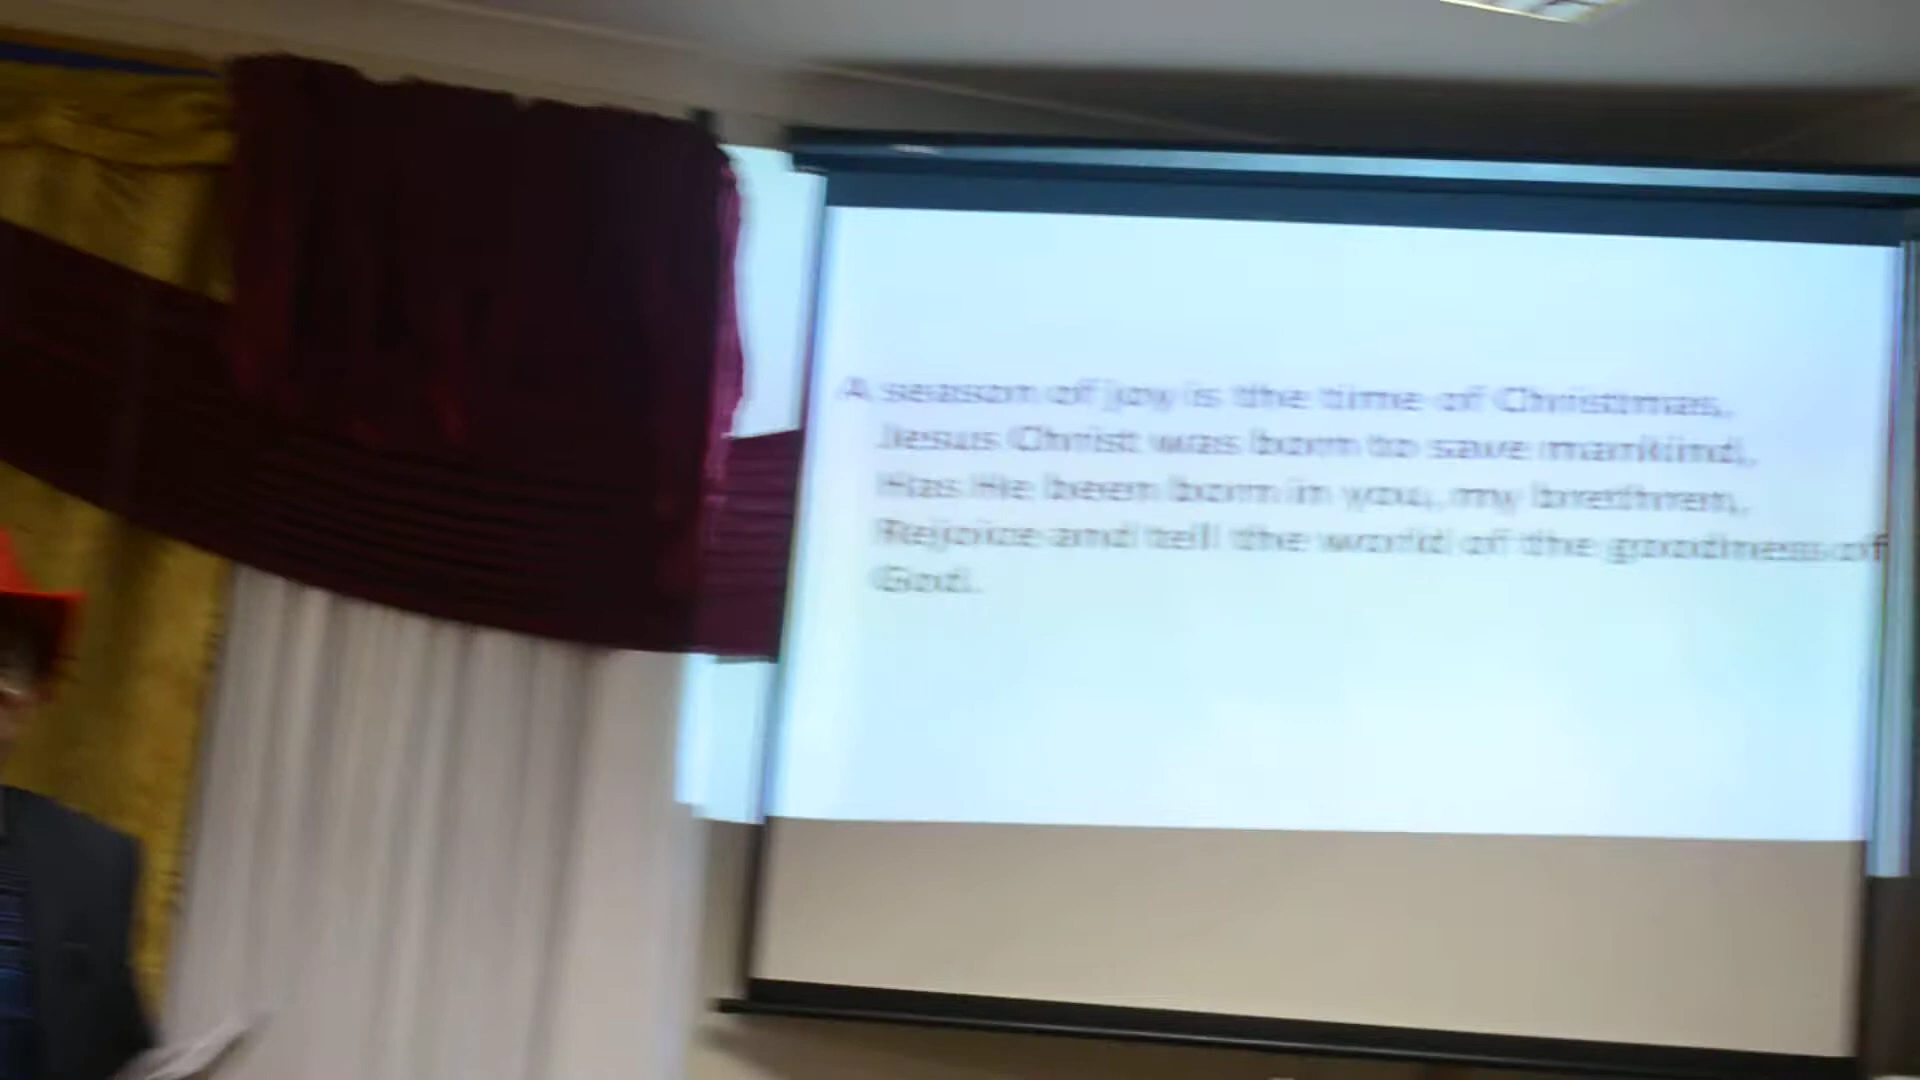 A season of joy is the time of Christmas,
Jesus Christ was born to save mankind,
Has He been born in you, my brethren,
Rejoice and tell the world of the goodness of
God.